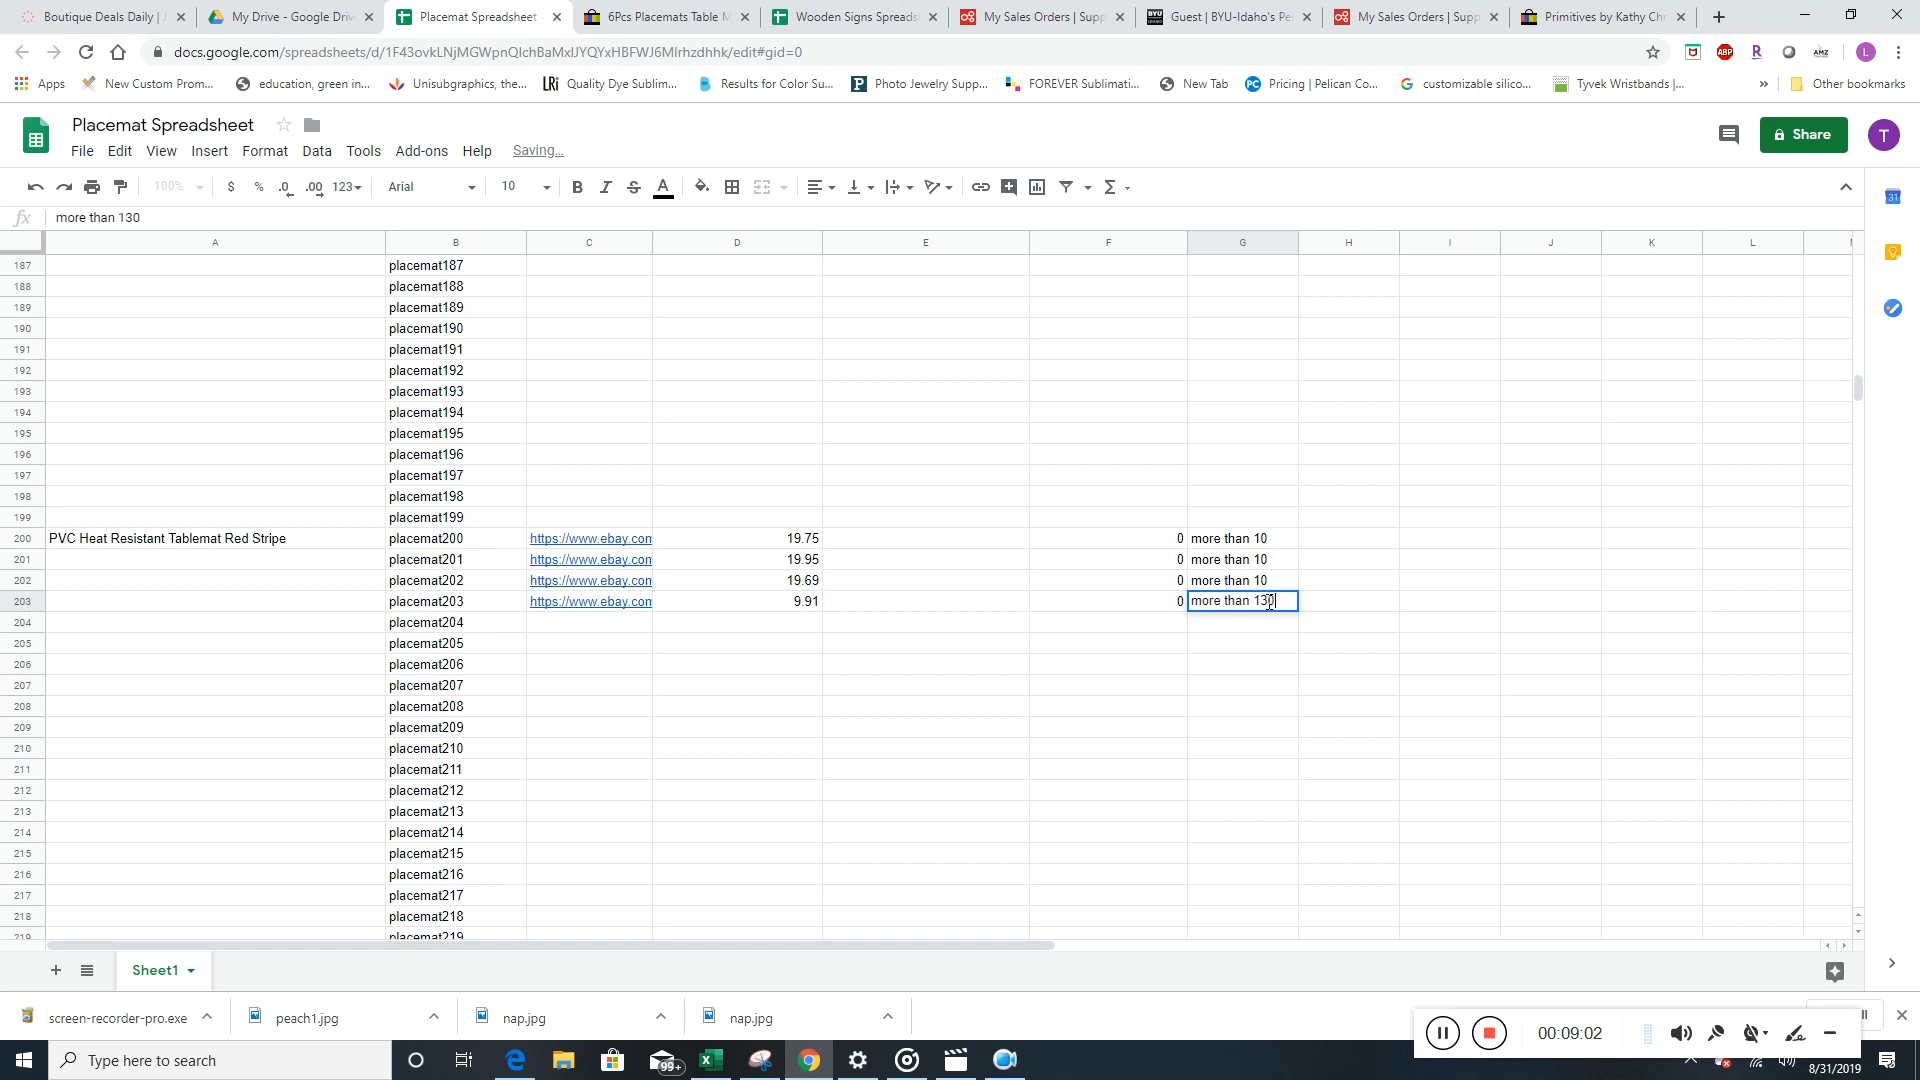 Boutique Deals Daily | J
My Drive - Google Driv
Placemat Spreadsheet -
6Pcs Placemats Table M
Wooden Signs Spreads
My Sales Orders | Supp
Guest | BYU-Idaho's Pe
My Sales Orders | Supp
Primitives by Kathy Chr
docs.google.com/spreadsheets/d/1F43ovkLNjMGWpnQIchBaMxIJYQYxHBFWJ6MIrhzdhhk/edit#gid=0
ABP
R
AMZ
L
Apps
New Custom Prom...
education, green in...
Unisubgraphics, the...
LRi Quality Dye Sublim...
Results for Color Su...
P Photo Jewelry Supp...
FOREVER Sublimati...
New Tab
PC Pricing | Pelican Co...
customizable silico...
Tyvek Wristbands |...
»
Other bookmarks
Placemat Spreadsheet
File Edit View Insert Format Data Tools Add-ons Help Saving...
Share
T
100% $ % .0 .00 123 Arial 10 B I S A Σ
31
fx more than 130
A B C D E F G H I J K L
187 placemat187
188 placemat188
189 placemat189
190 placemat190
191 placemat191
192 placemat192
193 placemat193
194 placemat194
195 placemat195
196 placemat196
197 placemat197
198 placemat198
199 placemat199
200 PVC Heat Resistant Tablemat Red Stripe placemat200 https://www.ebay.com 19.75 0 more than 10
201 placemat201 https://www.ebay.com 19.95 0 more than 10
202 placemat202 https://www.ebay.com 19.69 0 more than 10
203 placemat203 https://www.ebay.com 9.91 0 more than 130
204 placemat204
205 placemat205
206 placemat206
207 placemat207
208 placemat208
209 placemat209
210 placemat210
211 placemat211
212 placemat212
213 placemat213
214 placemat214
215 placemat215
216 placemat216
217 placemat217
218 placemat218
219 placemat219
Sheet1
screen-recorder-pro.exe
peach1.jpg
nap.jpg
nap.jpg
00:09:02
Type here to search
99+
8/31/2019